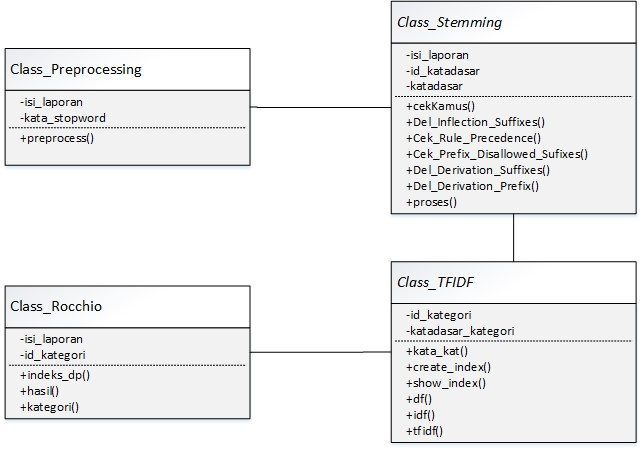 Class_Preprocessing
-isi_laporan
-kata_stopword
+preprocess()
Class_Stemming
-isi_laporan
-id_katadasar
-katadasar
+cekKamus()
+Del_Inflection_Suffixes()
+Cek_Rule_Precedence()
+Cek_Prefix_Disallowed_Sufixes()
+Del_Derivation_Suffixes()
+Del_Derivation_Prefix()
+proses()
Class_Rocchio
-isi_laporan
-id_kategori
+indeks_dp()
+hasil()
+kategori()
Class_TFIDF
-id_kategori
-katadasar_kategori
+kata_kat()
+create_index()
+show_index()
+df()
+idf()
+tfidf()